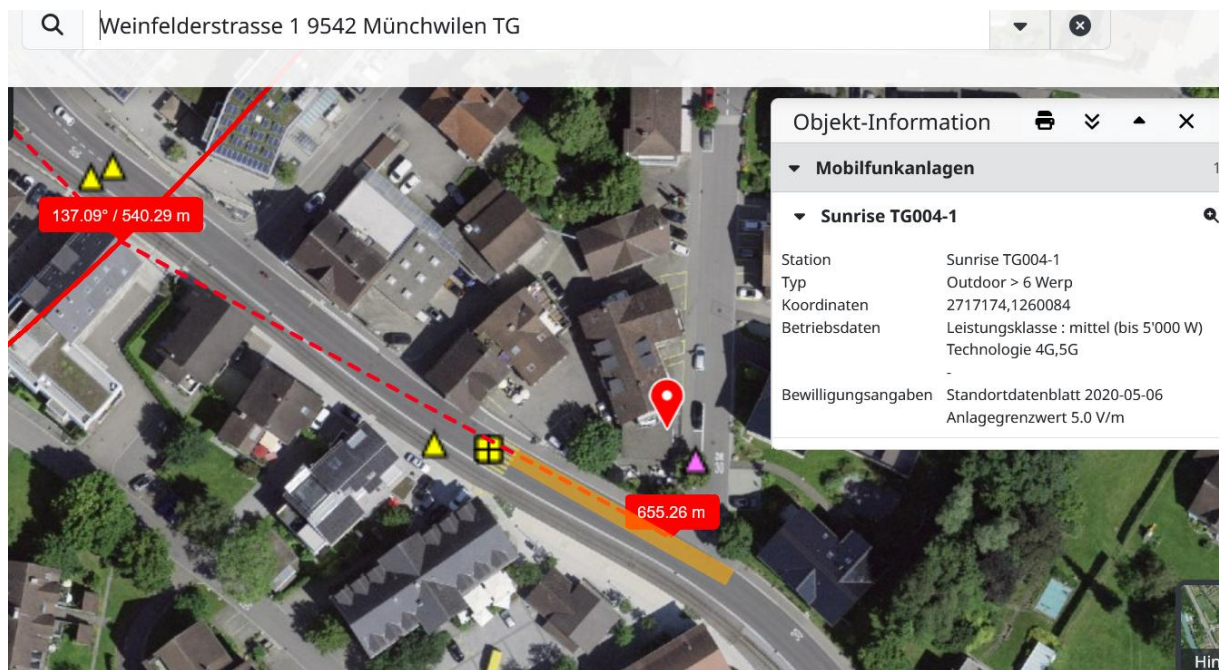 Weinfelderstrasse 1 9542 Münchwilen TG
Objekt-Information
Mobilfunkanlagen 1
Sunrise TG004-1
Station Sunrise TG004-1
Typ Outdoor > 6 Werp
Koordinaten 2717174,1260084
Betriebsdaten Leistungsklasse : mittel (bis 5'000 W)
Technologie 4G,5G
-
Bewilligungsangaben Standortdatenblatt 2020-05-06
Anlagegrenzwert 5.0 V/m
137.09° / 540.29 m
655.26 m
Hin